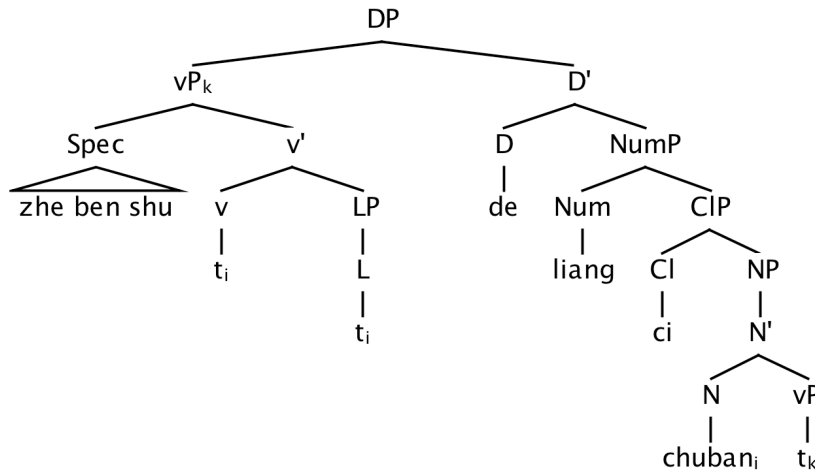 DP
vPₖ D'
Spec v' D NumP
zhe ben shu v LP de Num ClP
tᵢ L liang Cl NP
tᵢ ci N'
N vP
chubanᵢ tₖ